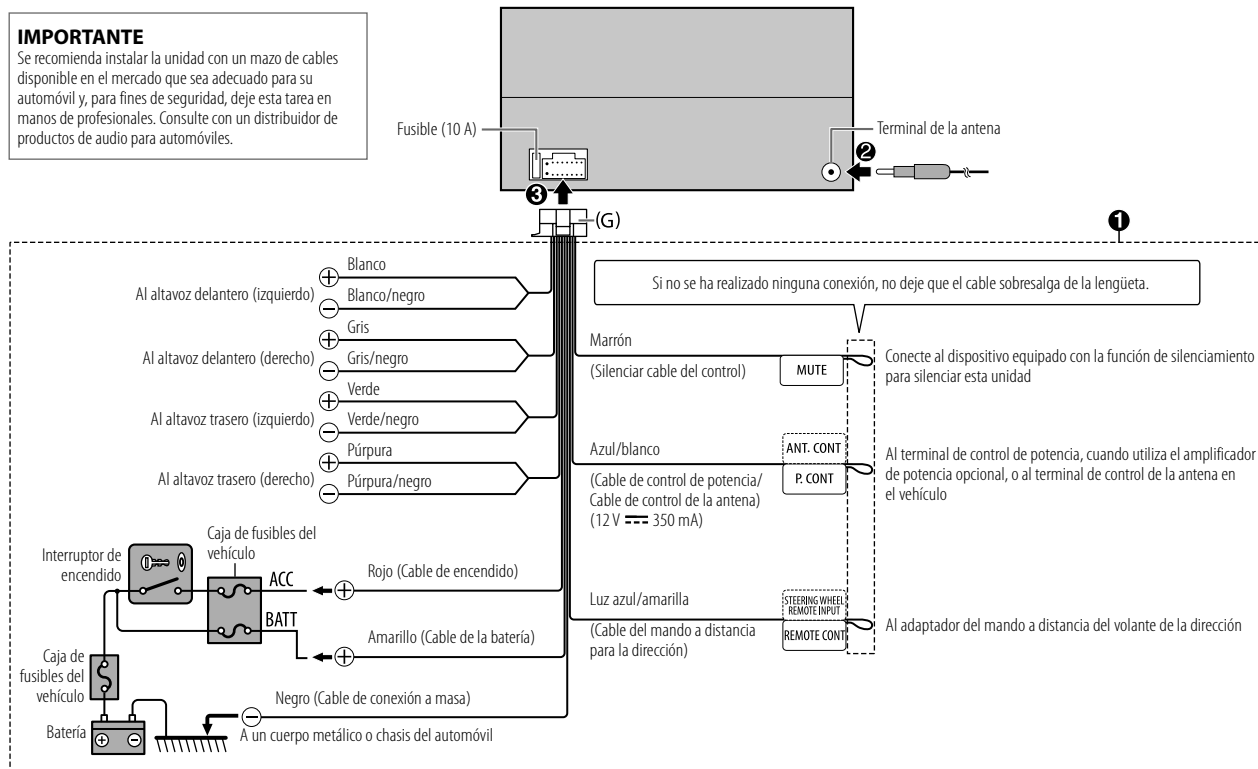 IMPORTANTE
Se recomienda instalar la unidad con un mazo de cables
disponible en el mercado que sea adecuado para su
automóvil y, para fines de seguridad, deje esta tarea en
manos de profesionales. Consulte con un distribuidor de
productos de audio para automóviles.
Fusible (10 A)
Terminal de la antena
2
3
(G)
1
Blanco
Al altavoz delantero (izquierdo)
Blanco/negro
Gris
Al altavoz delantero (derecho)
Gris/negro
Verde
Al altavoz trasero (izquierdo)
Verde/negro
Púrpura
Al altavoz trasero (derecho)
Púrpura/negro
Si no se ha realizado ninguna conexión, no deje que el cable sobresalga de la lengüeta.
Marrón
(Silenciar cable del control)
MUTE
Conecte al dispositivo equipado con la función de silenciamiento
para silenciar esta unidad
Azul/blanco
(Cable de control de potencia/
Cable de control de la antena)
(12 V ⎓ 350 mA)
ANT. CONT
P. CONT
Al terminal de control de potencia, cuando utiliza el amplificador
de potencia opcional, o al terminal de control de la antena en
el vehículo
Interruptor de
encendido
Caja de fusibles del
vehículo
ACC
Rojo (Cable de encendido)
BATT
Amarillo (Cable de la batería)
Luz azul/amarilla
(Cable del mando a distancia
para la dirección)
STEERING WHEEL
REMOTE INPUT
REMOTE CONT
Al adaptador del mando a distancia del volante de la dirección
Caja de
fusibles del
vehículo
Batería
Negro (Cable de conexión a masa)
A un cuerpo metálico o chasis del automóvil